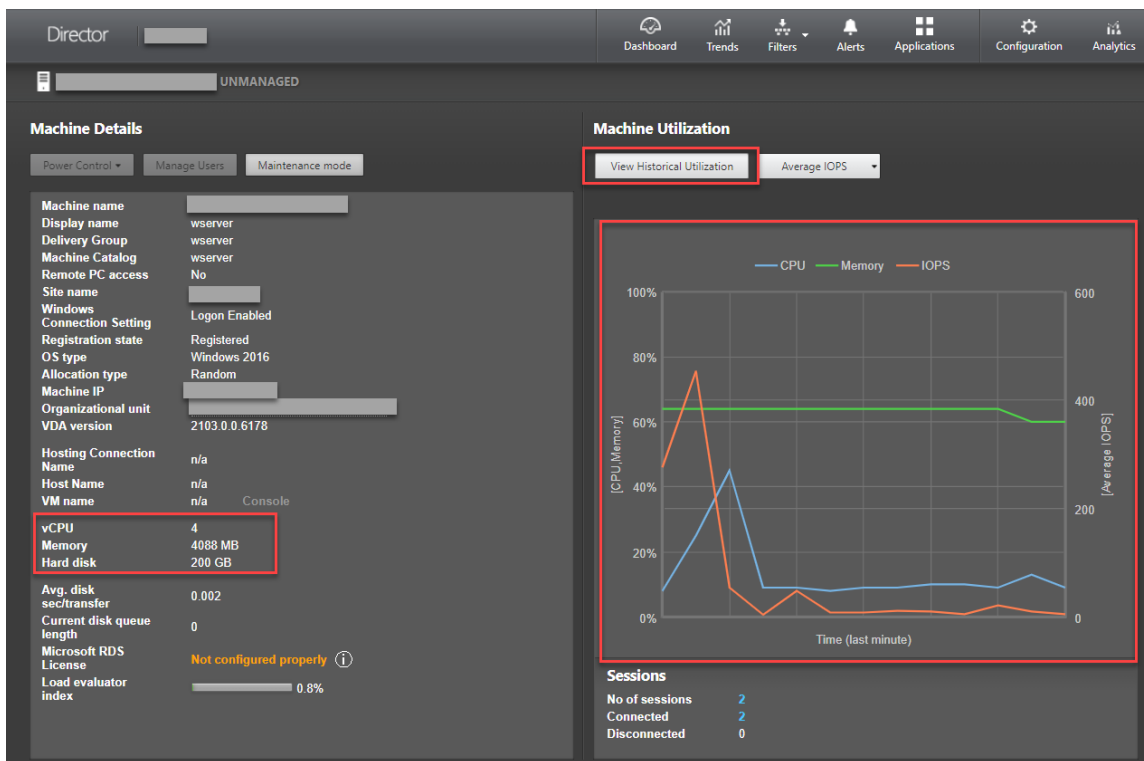 Director
Dashboard Trends Filters Alerts Applications Configuration Analytics
UNMANAGED
Machine Details
Power Control Manage Users Maintenance mode
Machine name
Display name wserver
Delivery Group wserver
Machine Catalog wserver
Remote PC access No
Site name
Windows
Connection Setting Logon Enabled
Registration state Registered
OS type Windows 2016
Allocation type Random
Machine IP
Organizational unit
VDA version 2103.0.0.6178
Hosting Connection
Name n/a
Host Name n/a
VM name n/a Console
vCPU 4
Memory 4088 MB
Hard disk 200 GB
Avg. disk
sec/transfer 0.002
Current disk queue
length 0
Microsoft RDS
License Not configured properly
Load evaluator
index 0.8%
Machine Utilization
View Historical Utilization Average IOPS
CPU Memory IOPS
100% 600
80%
400
60%
40%
200
20%
0% 0
[CPU,Memory]
[Average IOPS]
Time (last minute)
Sessions
No of sessions 2
Connected 2
Disconnected 0